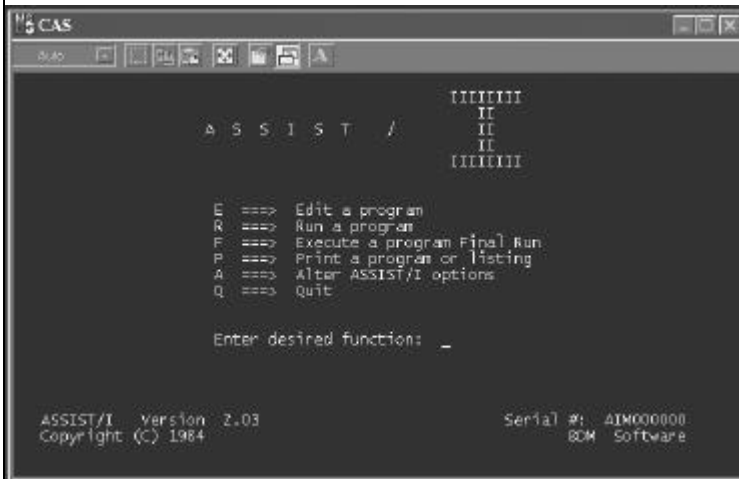 CAS
Auto
A
IIIIIIII
II
A S S I S T / II
II
IIIIIIII
E ===> Edit a program
R ===> Run a program
F ===> Execute a program Final Run
P ===> Print a program or listing
A ===> Alter ASSIST/I options
Q ===> Quit
Enter desired function: _
ASSIST/I Version 2.03 Serial #: AIM000000
Copyright (C) 1984 BDM Software